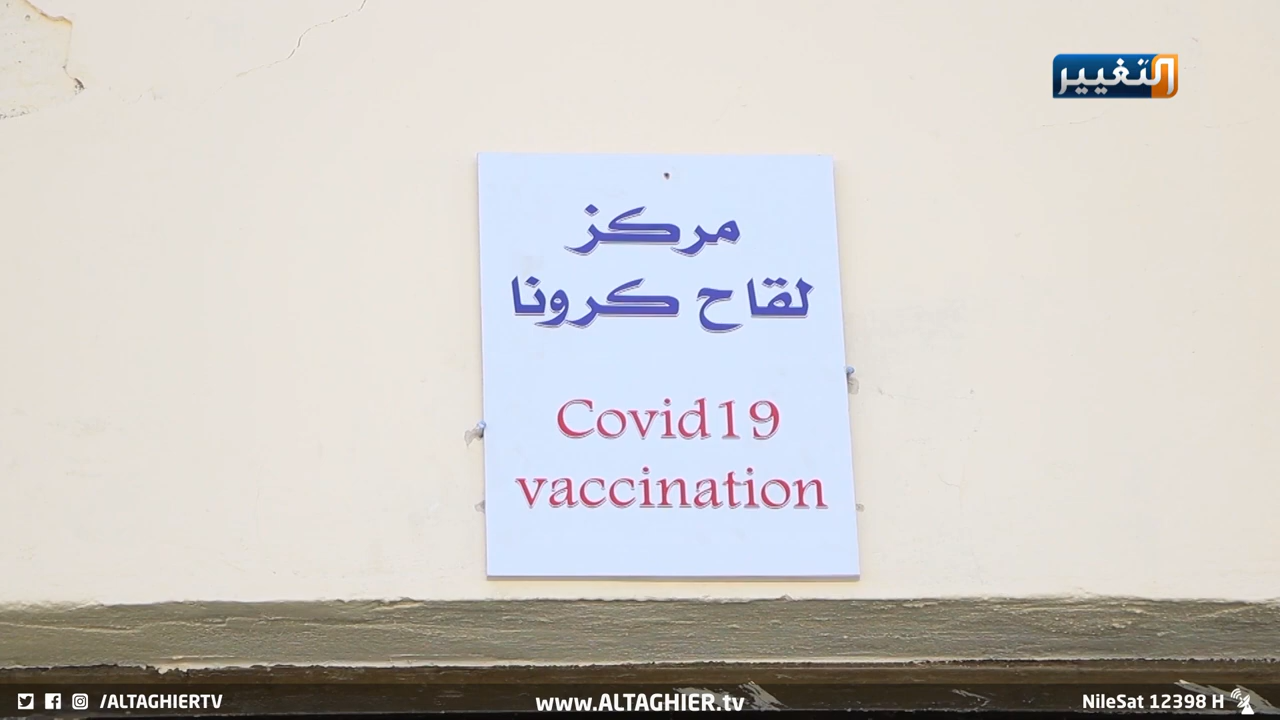 التغيير
مركز
لقاح كرونا
Covid19
vaccination
/ALTAGHIERTV
www.ALTAGHIER.tv
NileSat 12398 H